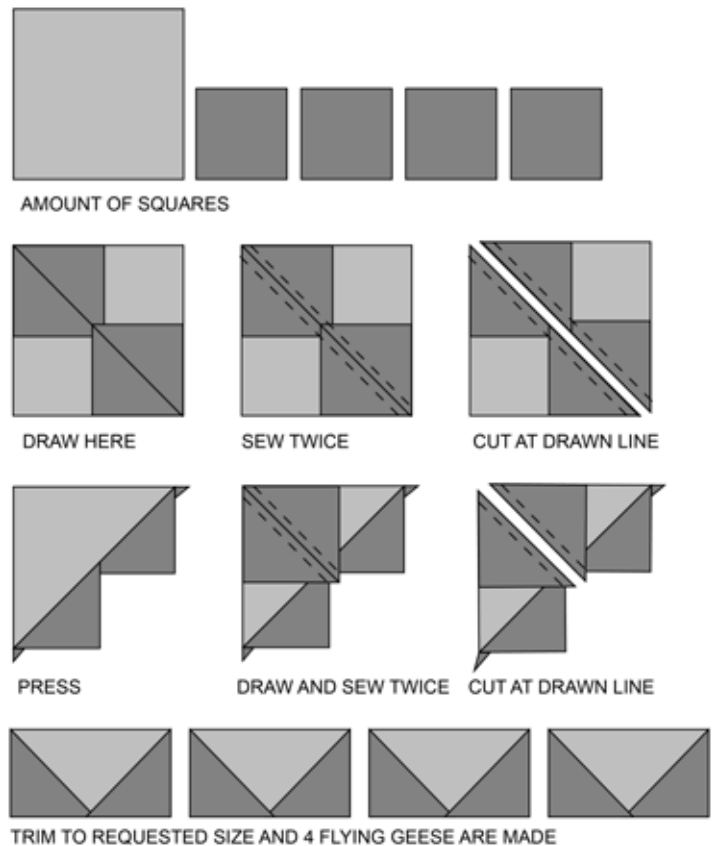 AMOUNT OF SQUARES
DRAW HERE
SEW TWICE
CUT AT DRAWN LINE
PRESS
DRAW AND SEW TWICE
CUT AT DRAWN LINE
TRIM TO REQUESTED SIZE AND 4 FLYING GEESE ARE MADE